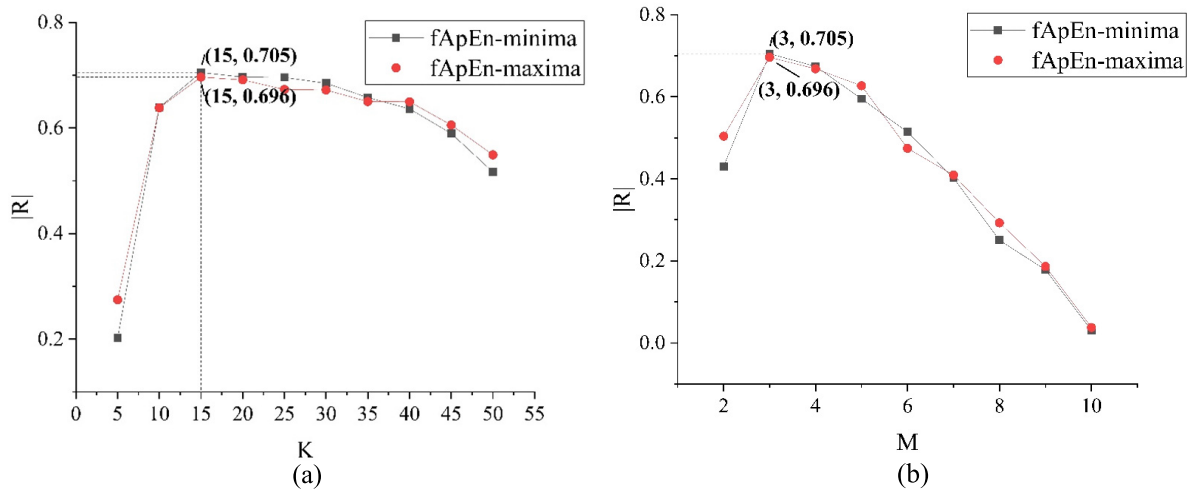 (15, 0.705)
(15, 0.696)
fApEn-minima
fApEn-maxima
0.8
0.6
0.4
0.2
|R|
0 5 10 15 20 25 30 35 40 45 50 55
K
(a)
(3, 0.705)
(3, 0.696)
fApEn-minima
fApEn-maxima
0.8
0.6
0.4
0.2
0.0
|R|
2 4 6 8 10
M
(b)